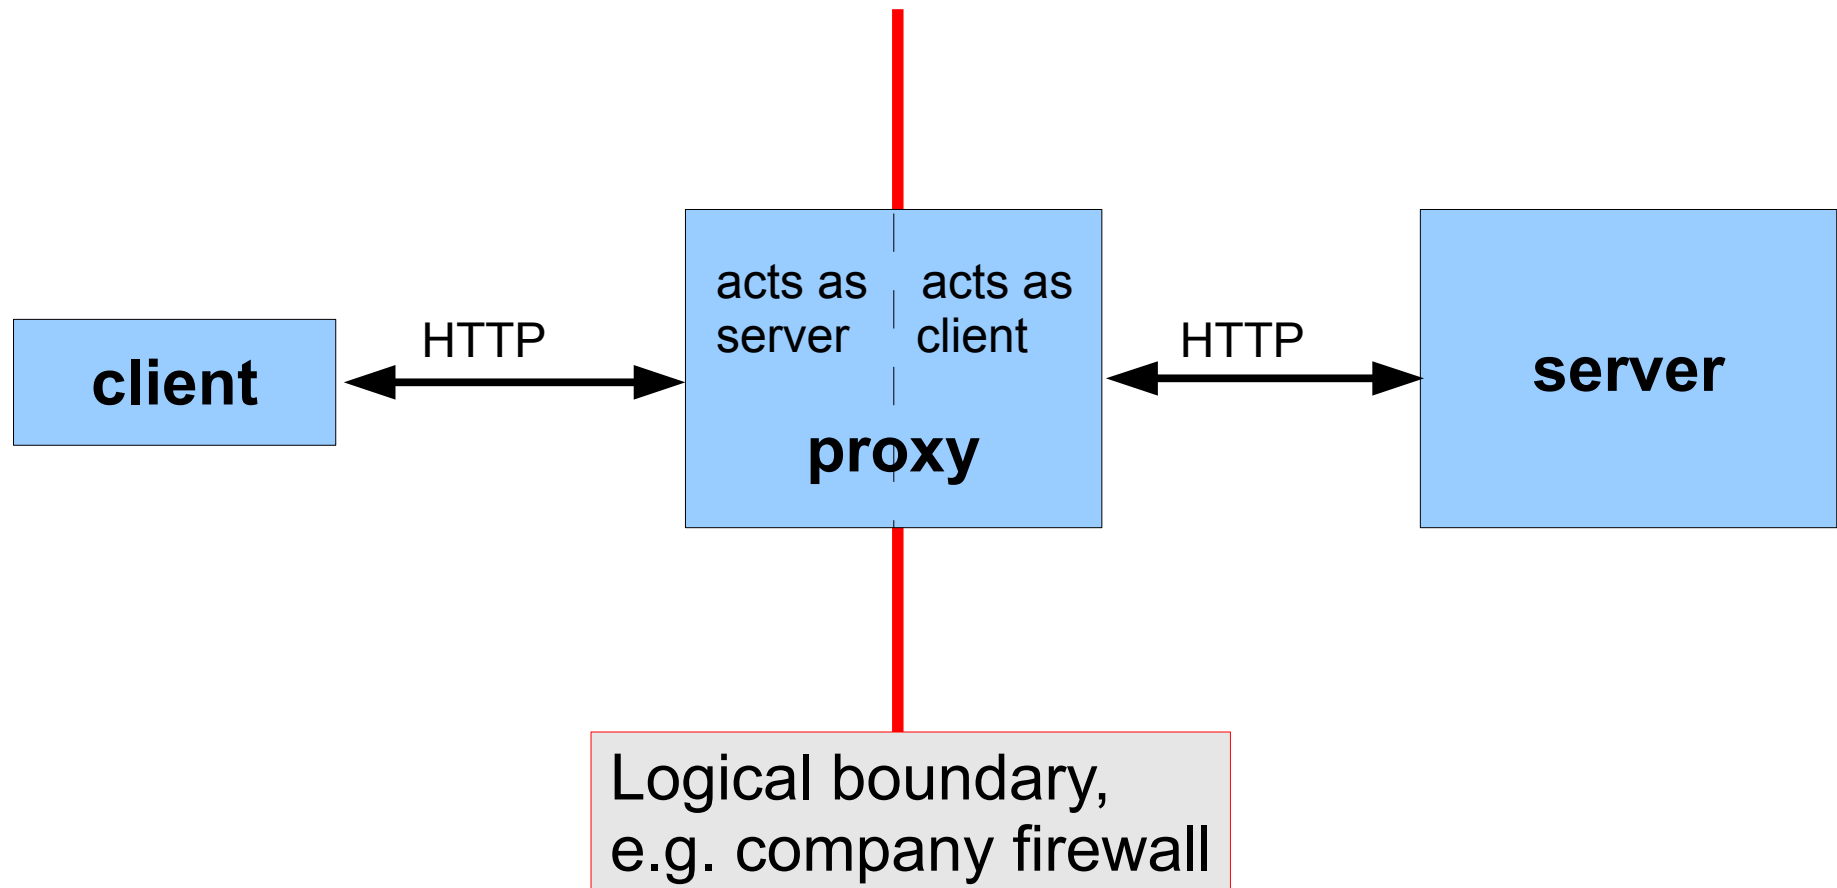 client
HTTP
acts as
server
acts as
client
proxy
HTTP
server
Logical boundary,
e.g. company firewall